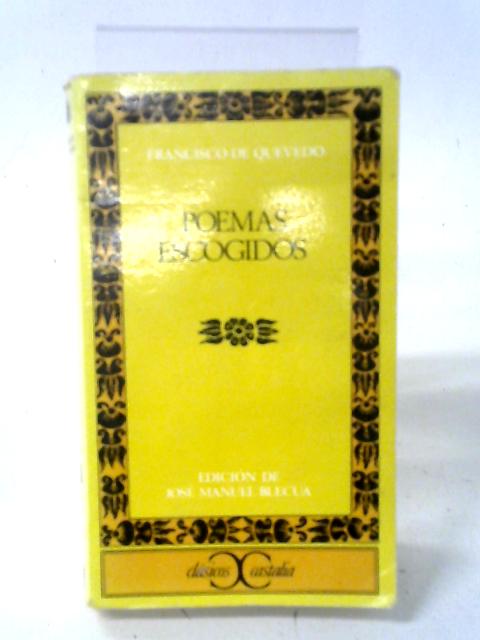 FRANCISCO DE QUEVEDO
POEMAS
ESCOGIDOS
EDICIÓN DE
JOSÉ MANUEL BLECUA
clásicos castalia